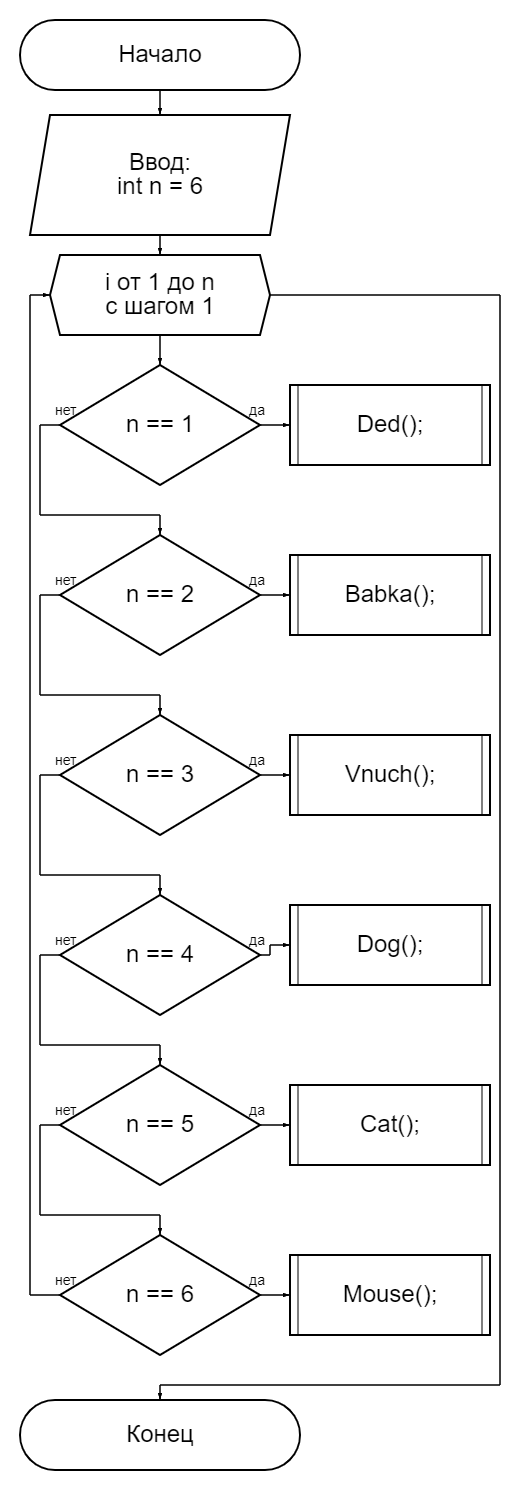 Начало
Ввод:
int n = 6
i от 1 до n
с шагом 1
нет
n == 1
да
Ded();
нет
n == 2
да
Babka();
нет
n == 3
да
Vnuch();
нет
n == 4
да
Dog();
нет
n == 5
да
Cat();
нет
n == 6
да
Mouse();
Конец